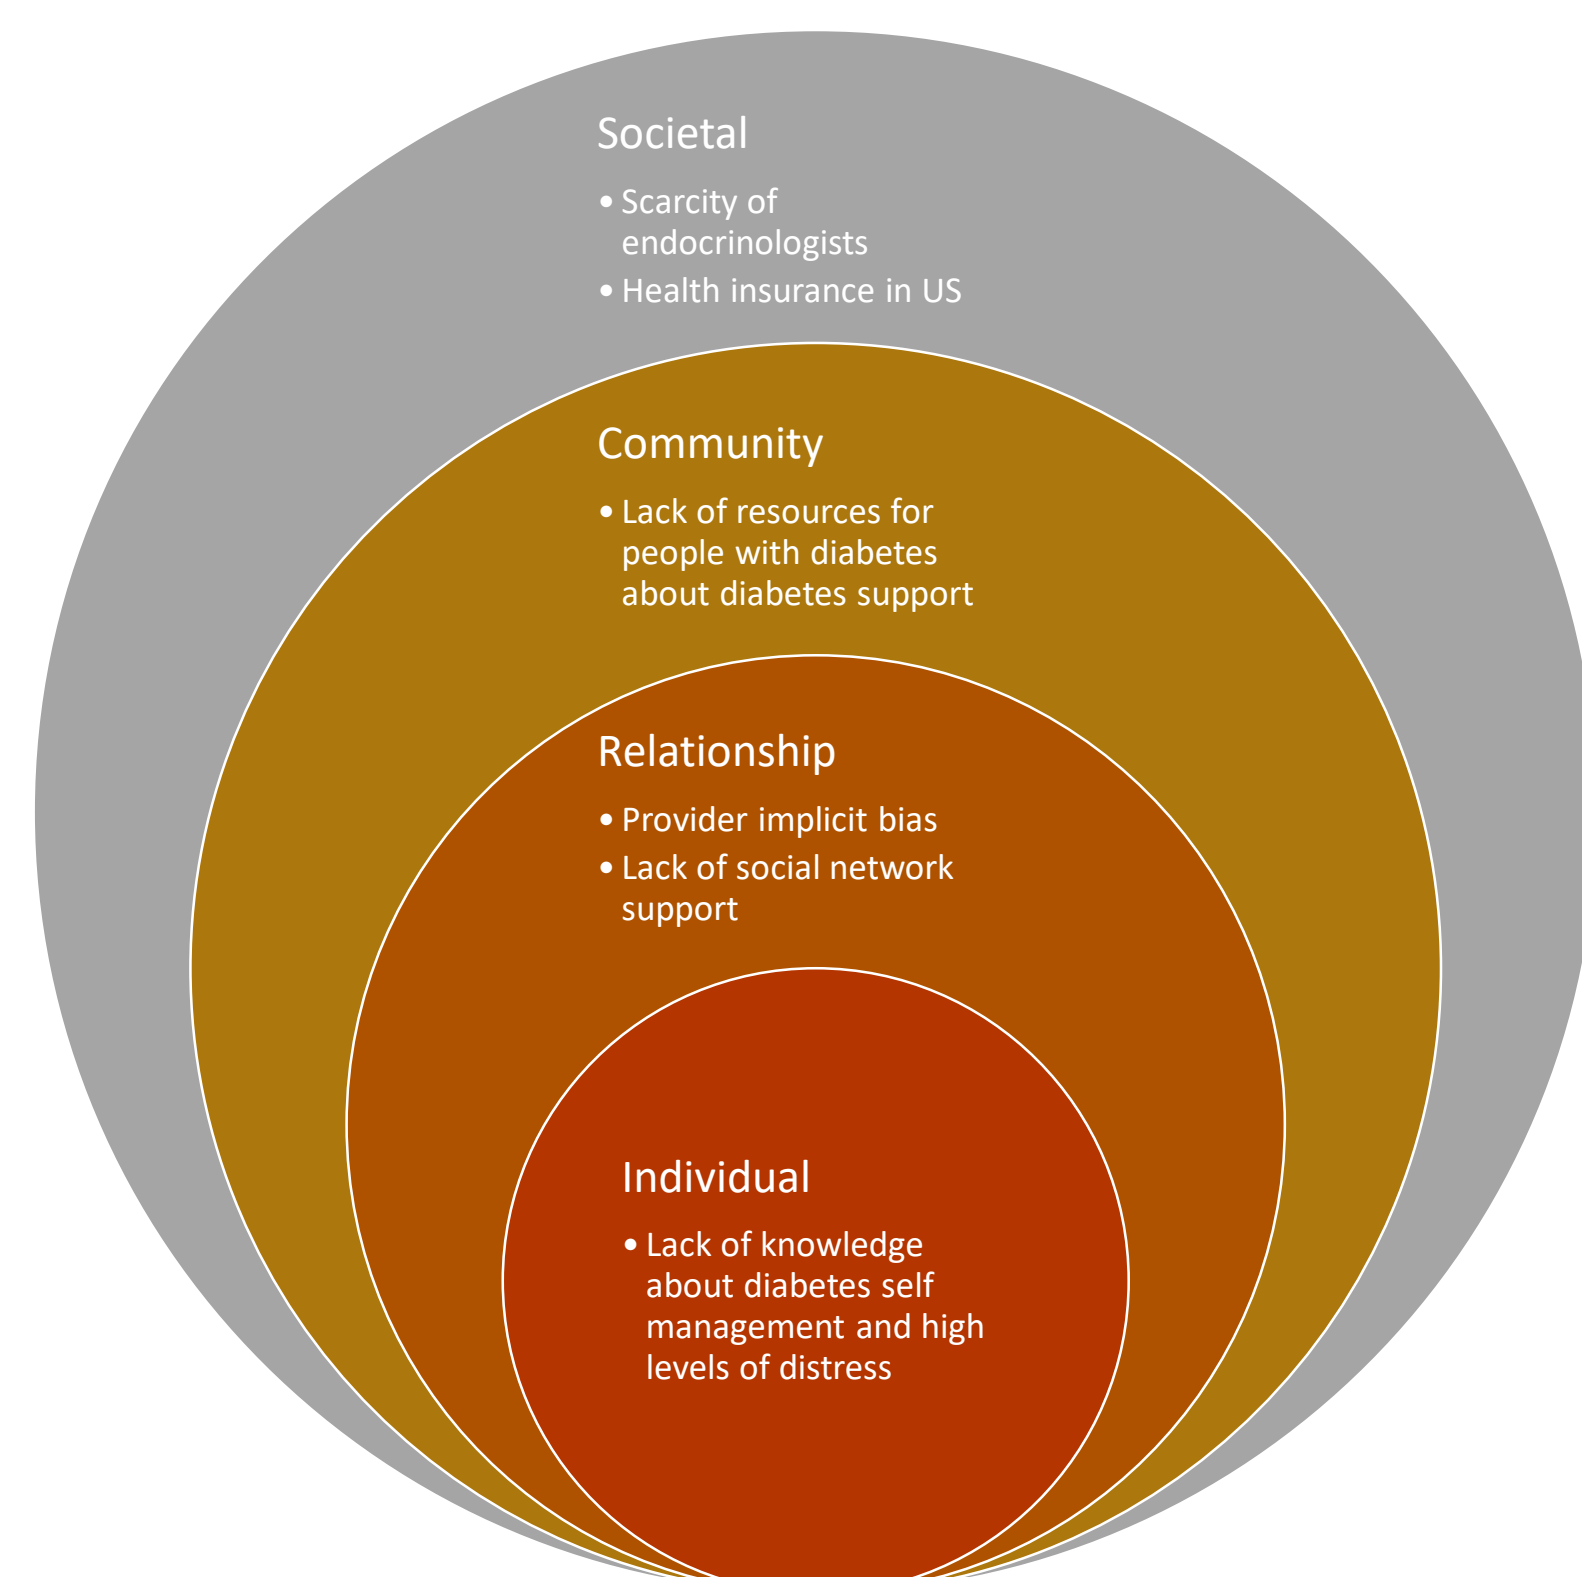 Societal
• Scarcity of
endocrinologists
• Health insurance in US
Community
• Lack of resources for
people with diabetes
about diabetes support
Relationship
• Provider implicit bias
• Lack of social network
support
Individual
• Lack of knowledge
about diabetes self
management and high
levels of distress